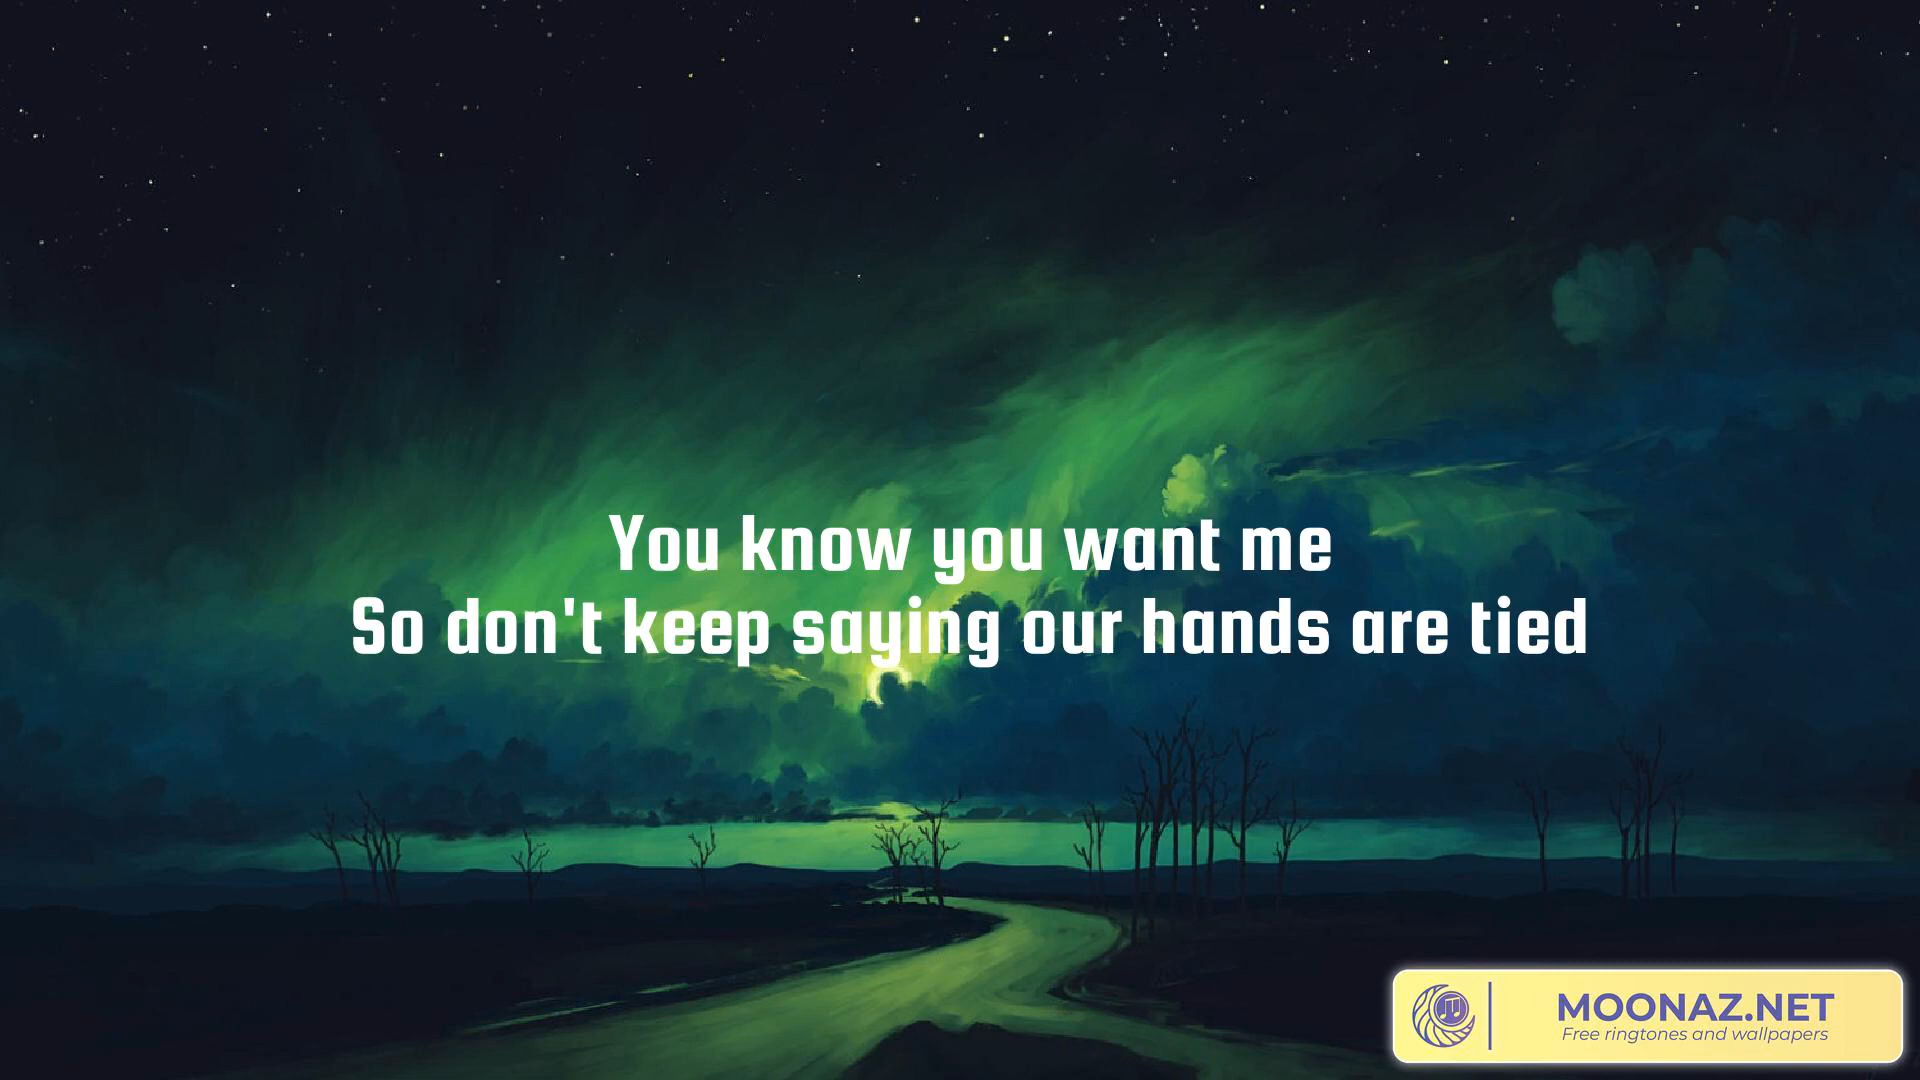 You know you want me
So don't keep saying our hands are tied
MOONAZ.NET
Free ringtones and wallpapers